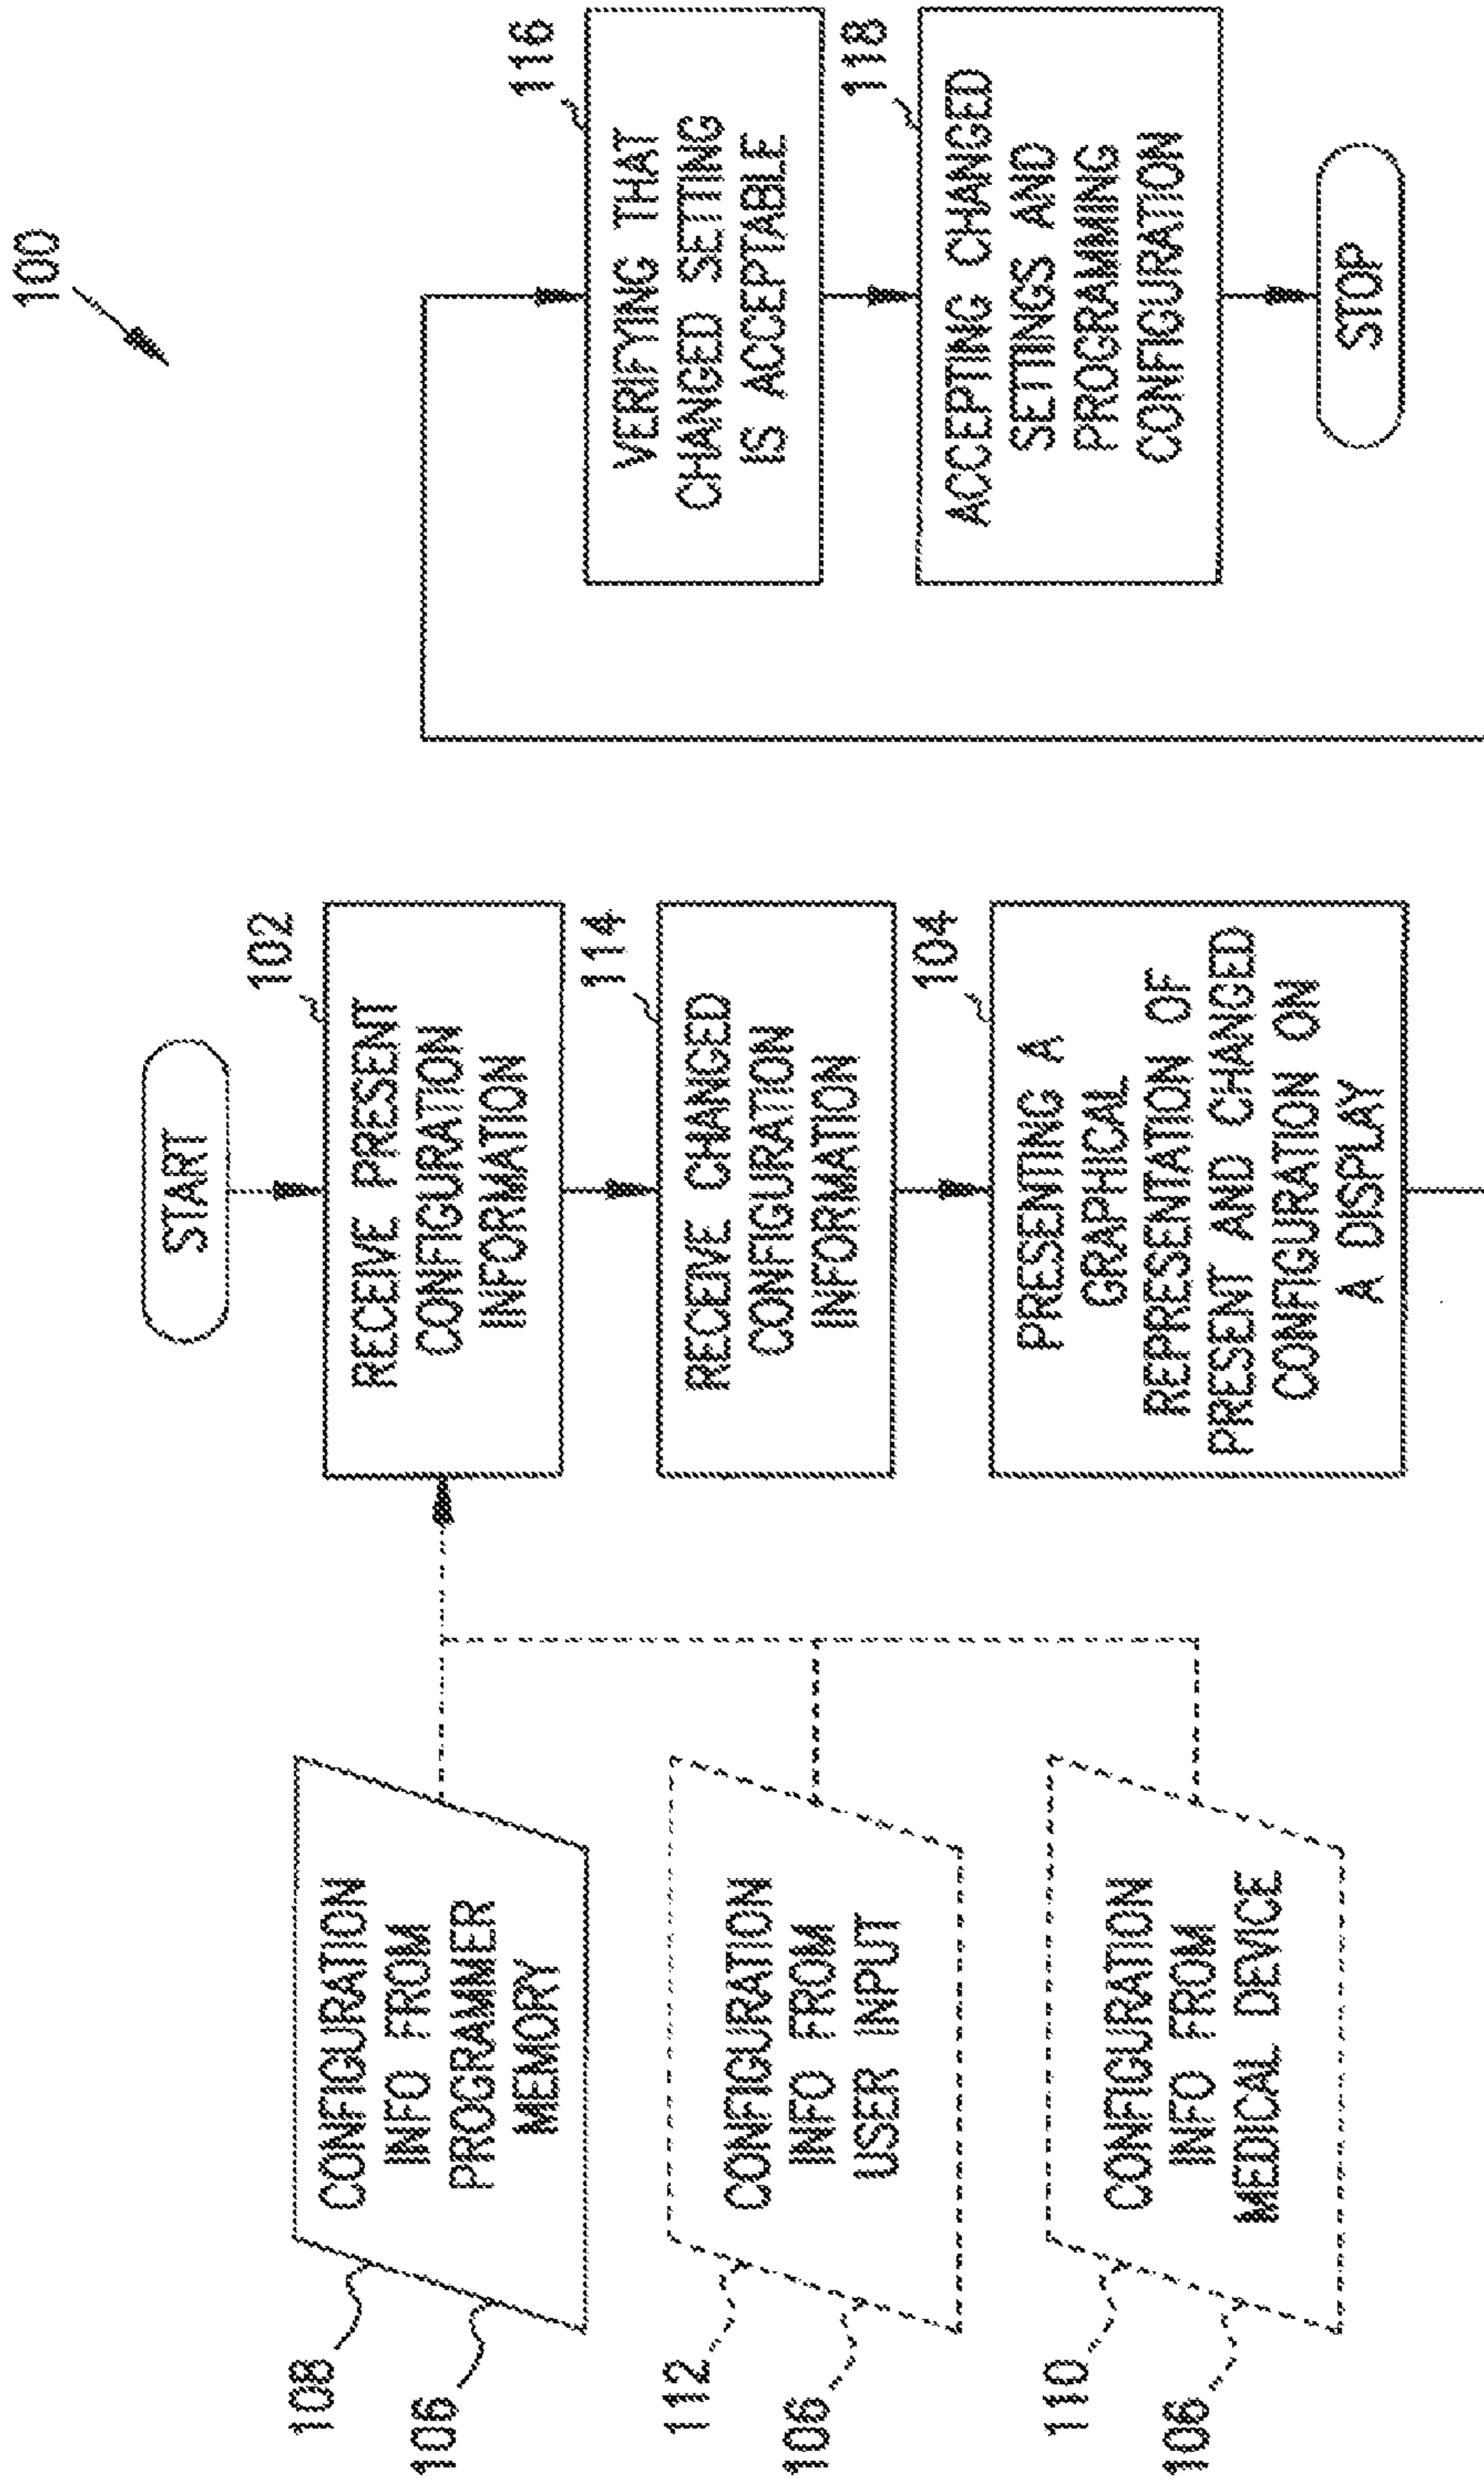 100
START
108
106
CONFIGURATION
INFO FROM
PROGRAMMER
MEMORY
112
106
CONFIGURATION
INFO FROM
USER INPUT
110
106
CONFIGURATION
INFO FROM
MEDICAL DEVICE
102
RECEIVE PRESENT
CONFIGURATION
INFORMATION
114
RECEIVE CHANGED
CONFIGURATION
INFORMATION
104
PRESENTING A
GRAPHICAL
REPRESENTATION OF
PRESENT AND CHANGED
CONFIGURATION ON
A DISPLAY
116
VERIFYING THAT
CHANGED SETTING
IS ACCEPTABLE
118
ACCEPTING CHANGED
SETTINGS AND
PROGRAMMING
CONFIGURATION
STOP